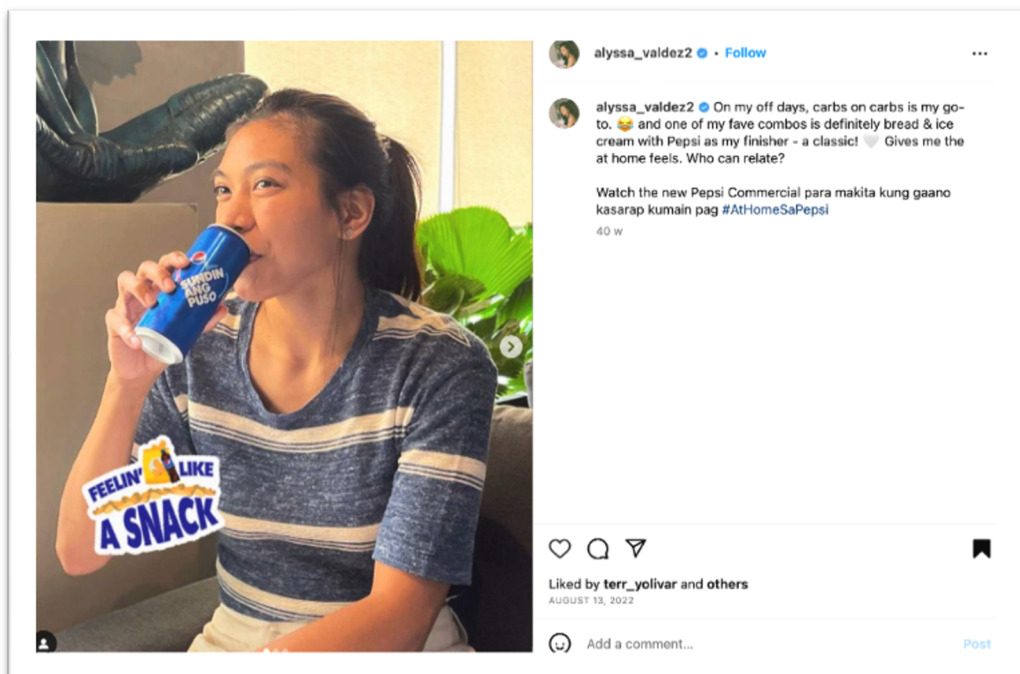 SUNDIN
ANG
PUSO
FEELIN' LIKE
A SNACK
alyssa_valdez2 • Follow
alyssa_valdez2 On my off days, carbs on carbs is my go-
to. 😂 and one of my fave combos is definitely bread & ice
cream with Pepsi as my finisher - a classic! 🤍 Gives me the
at home feels. Who can relate?
Watch the new Pepsi Commercial para makita kung gaano
kasarap kumain pag #AtHomeSaPepsi
40 w
Liked by terr_yolivar and others
AUGUST 13, 2022
Add a comment...
Post